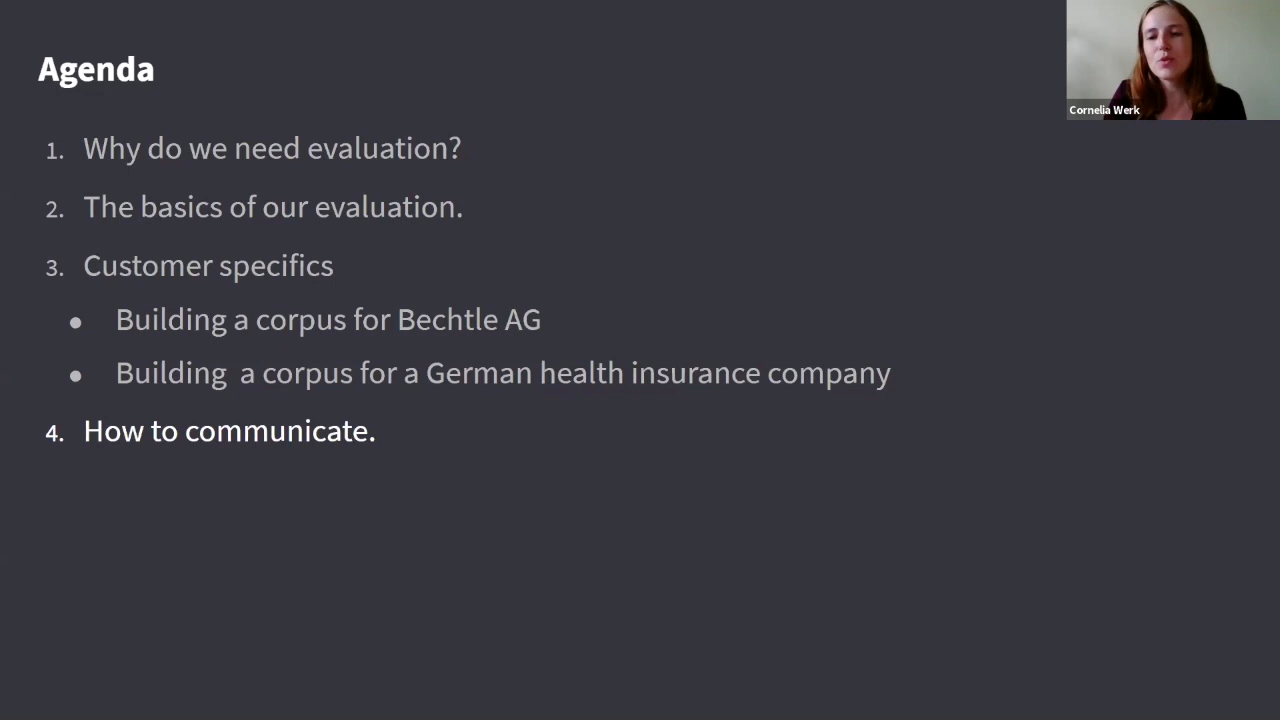 Agenda
Cornelia Werk
1. Why do we need evaluation?
2. The basics of our evaluation.
3. Customer specifics
● Building a corpus for Bechtle AG
● Building  a corpus for a German health insurance company
4. How to communicate.